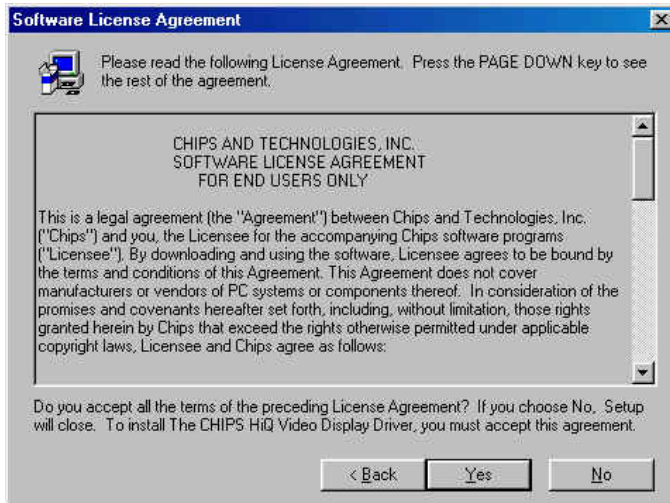 Software License Agreement
Please read the following License Agreement. Press the PAGE DOWN key to see
the rest of the agreement.
CHIPS AND TECHNOLOGIES, INC.
SOFTWARE LICENSE AGREEMENT
FOR END USERS ONLY
This is a legal agreement (the "Agreement") between Chips and Technologies, Inc.
("Chips") and you, the Licensee for the accompanying Chips software programs
("Licensee"). By downloading and using the software, Licensee agrees to be bound by
the terms and conditions of this Agreement. This Agreement does not cover
manufacturers or vendors of PC systems or components thereof. In consideration of the
promises and covenants hereafter set forth, including, without limitation, those rights
granted herein by Chips that exceed the rights otherwise permitted under applicable
copyright laws, Licensee and Chips agree as follows:
Do you accept all the terms of the preceding License Agreement? If you choose No, Setup
will close. To install The CHIPS HiQ Video Display Driver, you must accept this agreement.
< Back
Yes
No